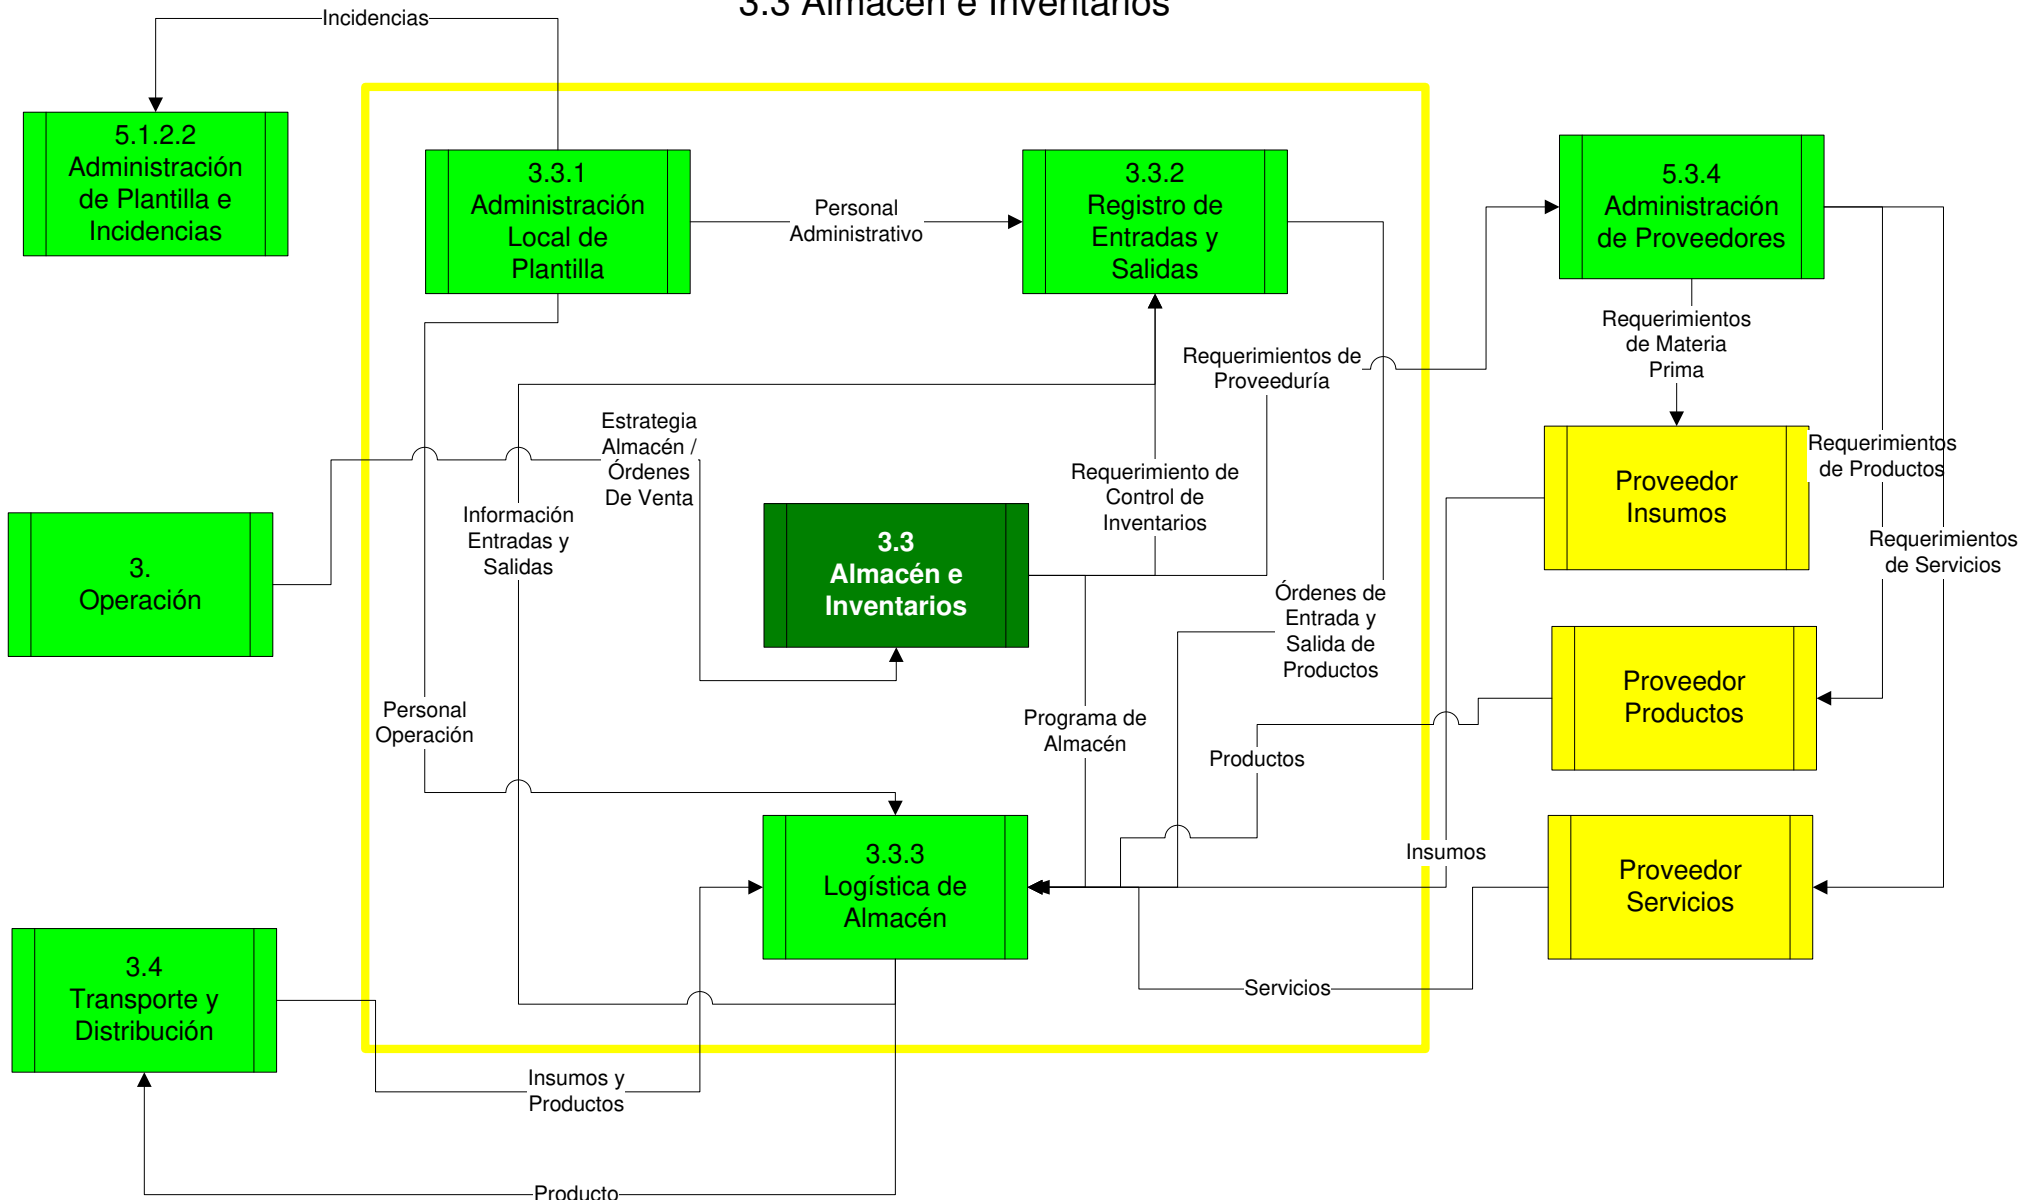 3.3 Almacén e Inventarios
Incidencias
5.1.2.2
Administración
de Plantilla e
Incidencias
3.3.1
Administración
Local de
Plantilla
Personal
Administrativo
3.3.2
Registro de
Entradas y
Salidas
5.3.4
Administración
de Proveedores
Requerimientos
de Materia
Prima
Requerimientos de
Proveeduría
Estrategia
Almacén /
Órdenes
De Venta
Requerimiento de
Control de
Inventarios
Información
Entradas y
Salidas
Proveedor
Insumos
Requerimientos
de Productos
Requerimientos
de Servicios
3.
Operación
3.3
Almacén e
Inventarios
Órdenes de
Entrada y
Salida de
Productos
Personal
Operación
Programa de
Almacén
Productos
Proveedor
Productos
3.3.3
Logística de
Almacén
Insumos
Proveedor
Servicios
3.4
Transporte y
Distribución
Servicios
Insumos y
Productos
Producto